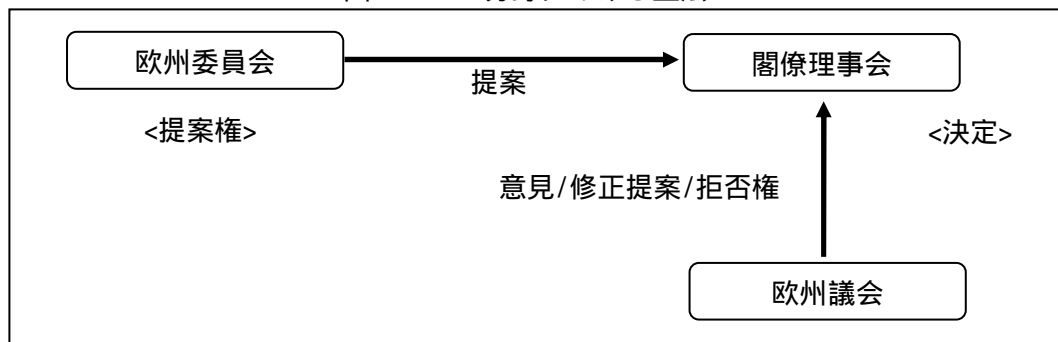 欧州委員会
閣僚理事会
提案
<提案権>
<決定>
意見/修正提案/拒否権
欧州議会